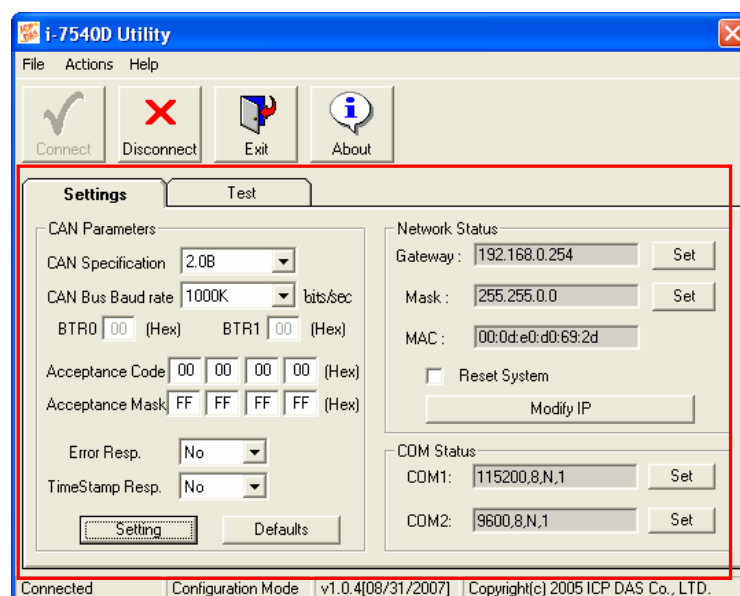 i-7540D Utility
File Actions Help
Connect Disconnect Exit About
Settings Test
CAN Parameters
CAN Specification 2.0B
CAN Bus Baud rate 1000K bits/sec
BTR0 00 (Hex) BTR1 00 (Hex)
Acceptance Code 00 00 00 00 (Hex)
Acceptance Mask FF FF FF FF (Hex)
Error Resp. No
TimeStamp Resp. No
Setting Defaults
Network Status
Gateway : 192.168.0.254 Set
Mask : 255.255.0.0 Set
MAC : 00:0d:e0:d0:69:2d
Reset System
Modify IP
COM Status
COM1: 115200,8,N,1 Set
COM2: 9600,8,N,1 Set
Connected Configuration Mode v1.0.4[08/31/2007] Copyright(c) 2005 ICP DAS Co., LTD.